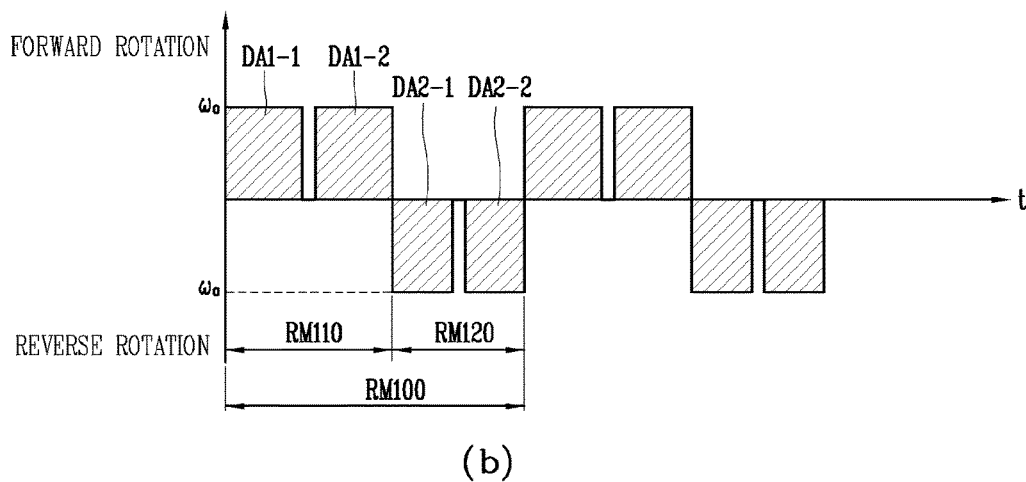 FORWARD ROTATION
DA1-1
DA1-2
DA2-1
DA2-2
ω₀
t
ω₀
REVERSE ROTATION
RM110
RM120
RM100
(b)